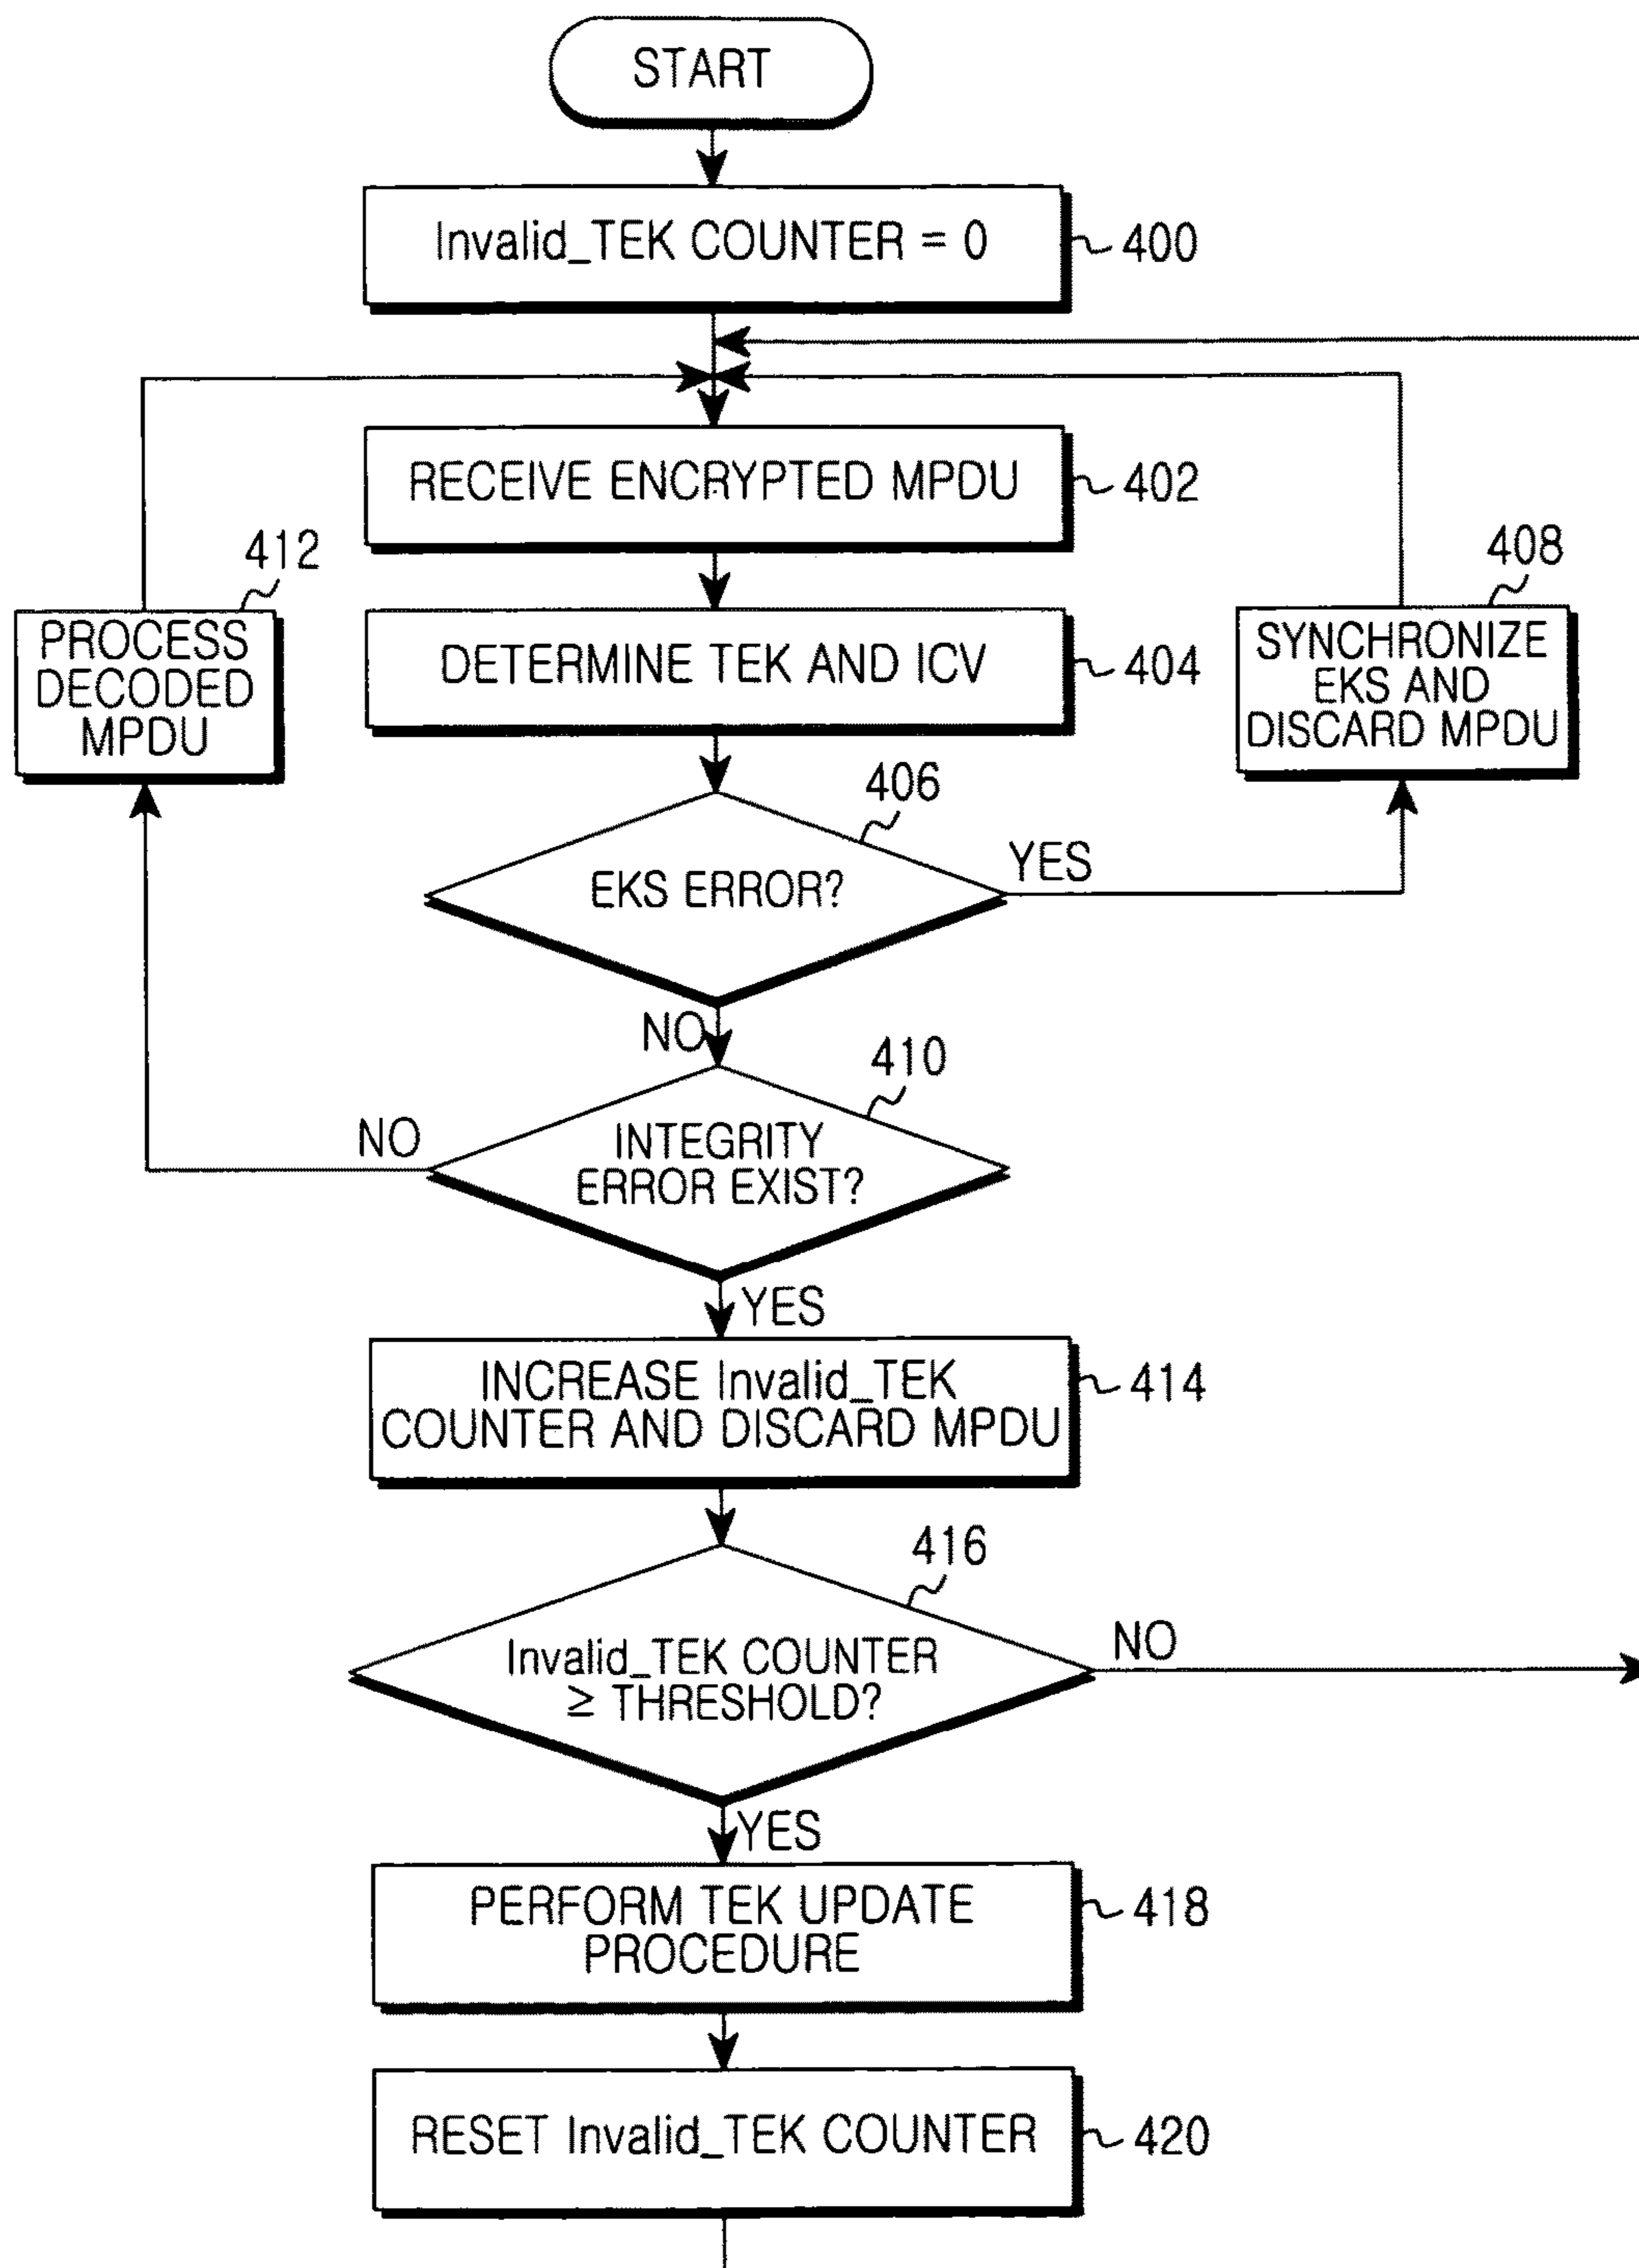 START
Invalid_TEK COUNTER = 0
400
RECEIVE ENCRYPTED MPDU
402
412
PROCESS
DECODED
MPDU
DETERMINE TEK AND ICV
404
408
SYNCHRONIZE
EKS AND
DISCARD MPDU
406
EKS ERROR?
YES
NO
410
INTEGRITY
ERROR EXIST?
NO
YES
INCREASE Invalid_TEK
COUNTER AND DISCARD MPDU
414
416
Invalid_TEK COUNTER
≥ THRESHOLD?
NO
YES
PERFORM TEK UPDATE
PROCEDURE
418
RESET Invalid_TEK COUNTER
420